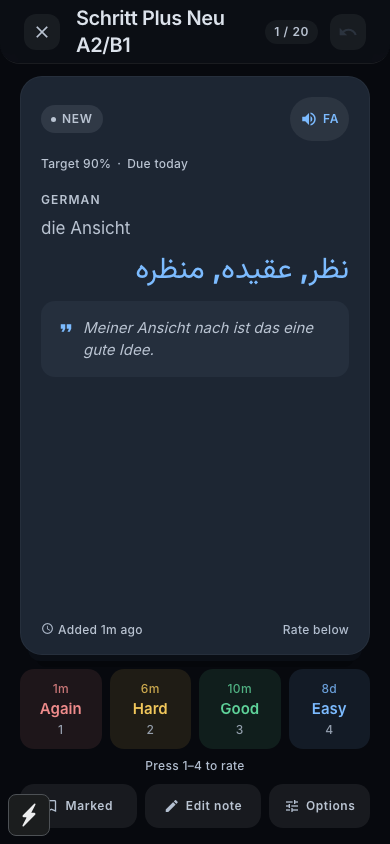 Schritt Plus Neu
A2/B1
1 / 20
NEW
FA
Target 90% · Due today
GERMAN
die Ansicht
نظر, عقیده, منظره
Meiner Ansicht nach ist das eine
gute Idee.
Added 1m ago
Rate below
1m
Again
1
6m
Hard
2
10m
Good
3
8d
Easy
4
Press 1–4 to rate
Marked
Edit note
Options